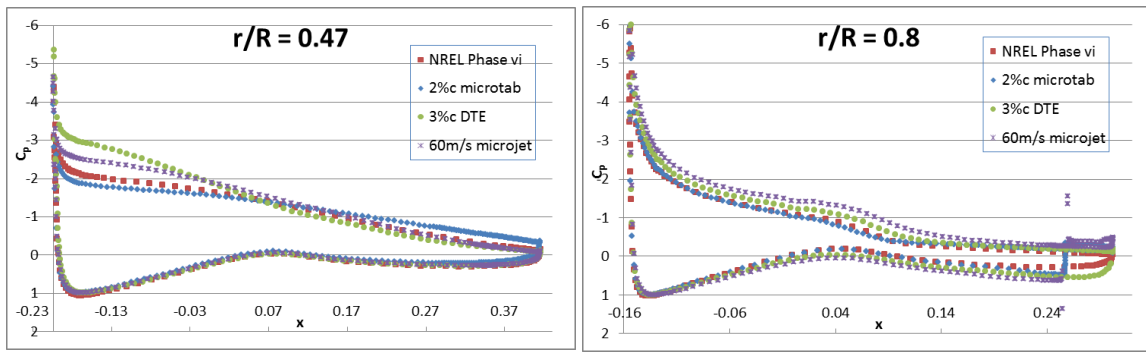 r/R = 0.47
-6
-5
-4
-3
-2
-1
0
1
2
Cp
NREL Phase vi
2%c microtab
3%c DTE
60m/s microjet
-0.23 -0.13 -0.03 0.07 0.17 0.27 0.37
x
r/R = 0.8
-6
-5
-4
-3
-2
-1
0
1
2
Cp
NREL Phase vi
2%c microtab
3%c DTE
60m/s microjet
-0.16 -0.06 0.04 0.14 0.24
x